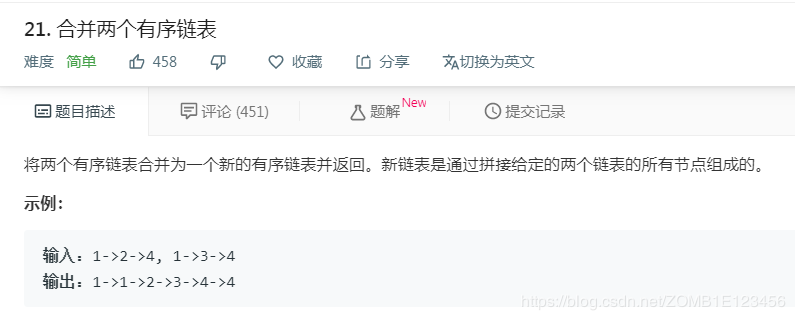 21. 合并两个有序链表
难度 简单 458 收藏 分享 切换为英文
题目描述 评论 (451) 题解 New 提交记录
将两个有序链表合并为一个新的有序链表并返回。新链表是通过拼接给定的两个链表的所有节点组成的。
示例：
输入：1->2->4, 1->3->4
输出：1->1->2->3->4->4
https://blog.csdn.net/ZOMB1E123456